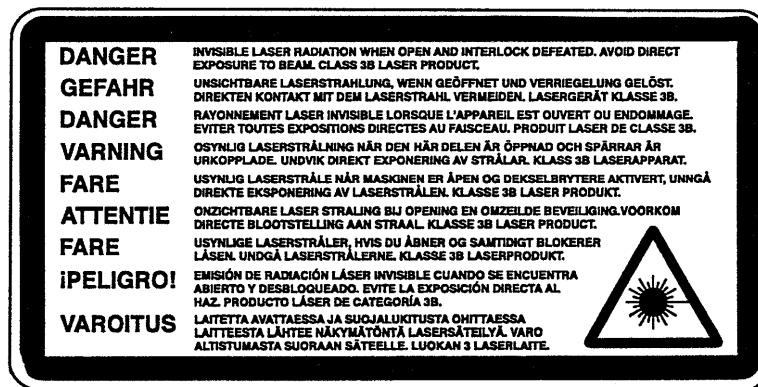 DANGER INVISIBLE LASER RADIATION WHEN OPEN AND INTERLOCK DEFEATED. AVOID DIRECT
EXPOSURE TO BEAM. CLASS 3B LASER PRODUCT.
GEFAHR UNSICHTBARE LASERSTRAHLUNG, WENN GEÖFFNET UND VERRIEGELUNG GELÖST.
DIREKTEN KONTAKT MIT DEM LASERSTRAHL VERMEIDEN. LASERGERÄT KLASSE 3B.
DANGER RAYONNEMENT LASER INVISIBLE LORSQUE L'APPAREIL EST OUVERT OU ENDOMMAGE.
EVITER TOUTES EXPOSITIONS DIRECTES AU FAISCEAU. PRODUIT LASER DE CLASSE 3B.
VARNING OSYNLIG LASERSTRÅLNING NÄR DEN HÄR DELEN ÄR ÖPPNAD OCH SPÄRRAR ÄR
URKOPPLADE. UNDVIK DIREKT EXPONERING AV STRÅLAR. KLASS 3B LASERAPPARAT.
FARE USYNLIG LASERSTRÅLE NÅR MASKINEN ER ÅPEN OG DEKSELBRYTERE AKTIVERT, UNNGÅ
DIREKTE EKSPONERING AV LASERSTRÅLEN. KLASSE 3B LASER PRODUKT.
ATTENTIE ONZICHTBARE LASER STRALING BIJ OPENING EN OMZEILDE BEVEILIGING.VOORKOM
DIRECTE BLOOTSTELLING AAN STRAAL. KLASSE 3B LASER PRODUCT.
FARE USYNLIGE LASERSTRÅLER, HVIS DU ÅBNER OG SAMTIDIGT BLOKERER
LÅSEN. UNDGÅ LASERSTRÅLERNE. KLASSE 3B LASERPRODUKT.
¡PELIGRO! EMISIÓN DE RADIACIÓN LÁSER INVISIBLE CUANDO SE ENCUENTRA
ABIERTO Y DESBLOQUEADO. EVITE LA EXPOSICIÓN DIRECTA AL
HAZ. PRODUCTO LÁSER DE CATEGORÍA 3B.
VAROITUS LAITETTA AVATTAESSA JA SUOJALUKITUSTA OHITTAESSA
LAITTEESTA LÄHTEE NÄKYMÄTÖNTÄ LASERSÄTEILYÄ. VARO
ALTISTUMASTA SUORAAN SÄTEELLE. LUOKAN 3 LASERLAITE.